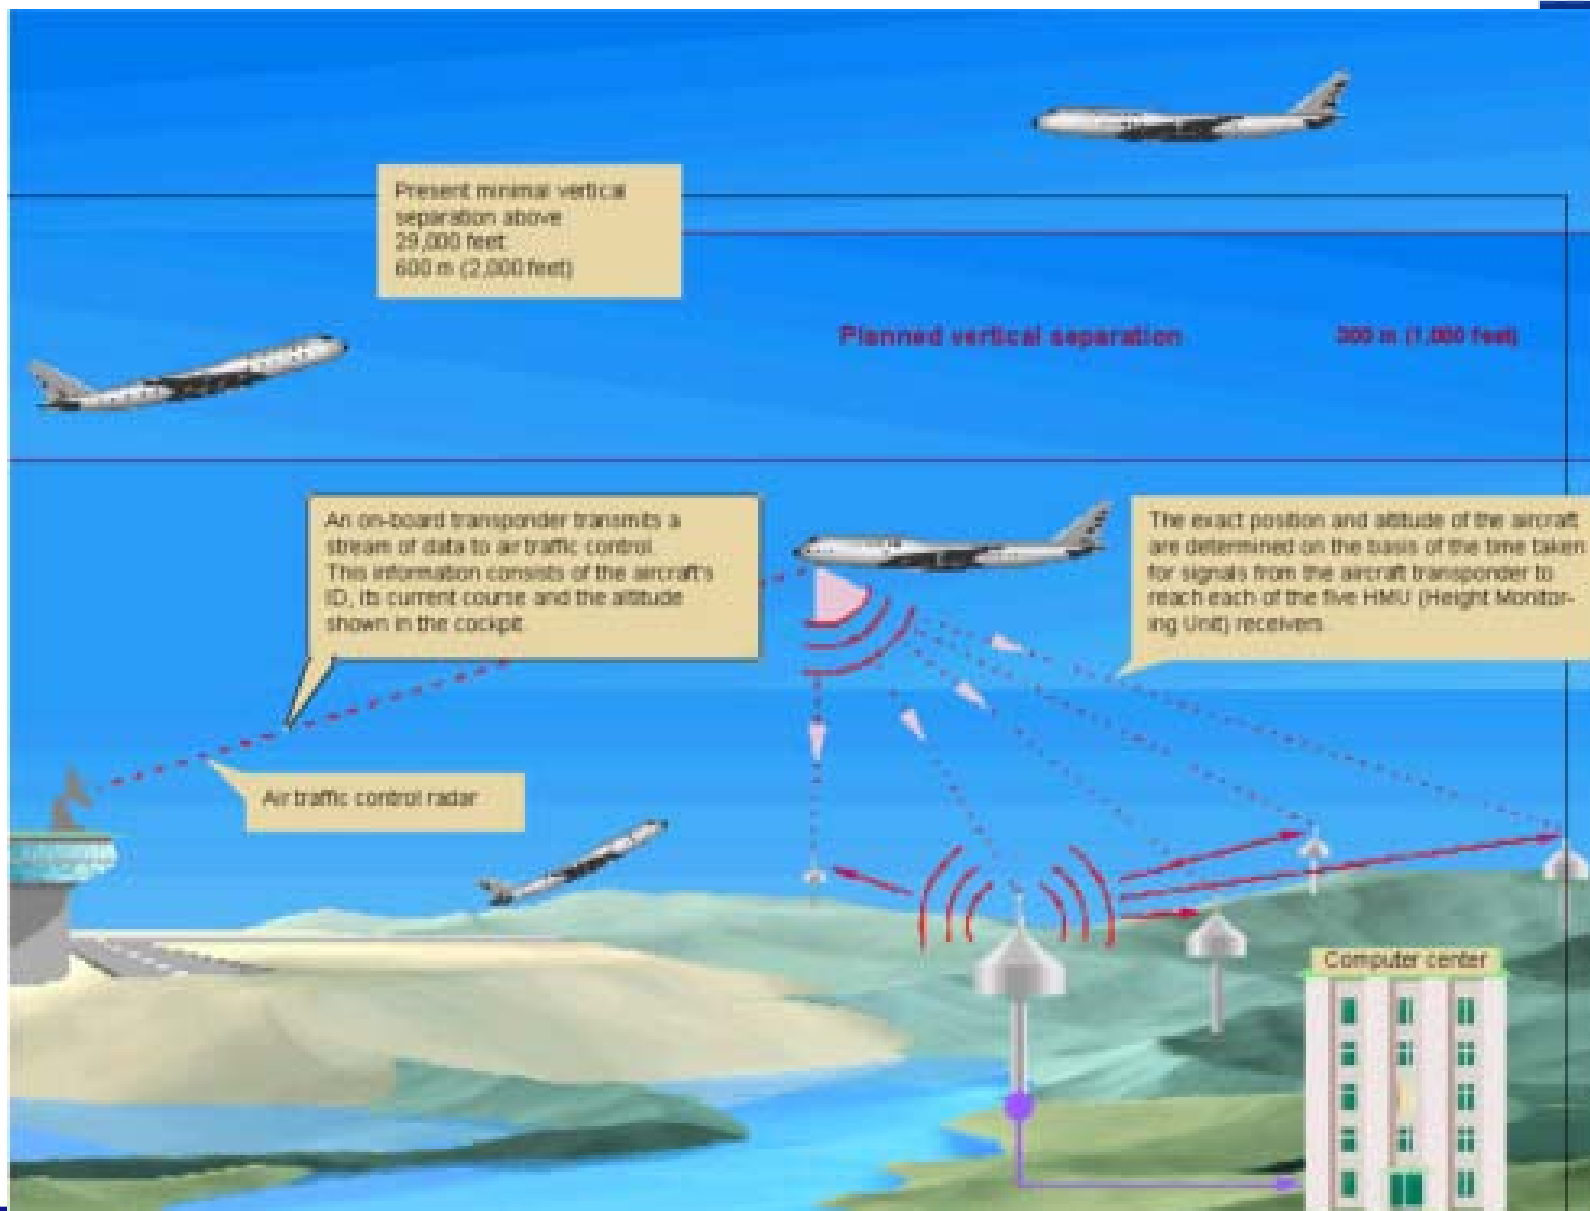 Present minimal vertical
separation above
29,000 feet
600 m (2,000 feet)
Planned vertical separation
300 m (1,000 feet)
An on-board transponder transmits a
stream of data to air traffic control
This information consists of the aircraft's
ID, its current course and the altitude
shown in the cockpit
The exact position and altitude of the aircraft
are determined on the basis of the time taken
for signals from the aircraft transponder to
reach each of the five HMU (Height Monitor-
ing Unit) receivers
Air traffic control radar
Computer center